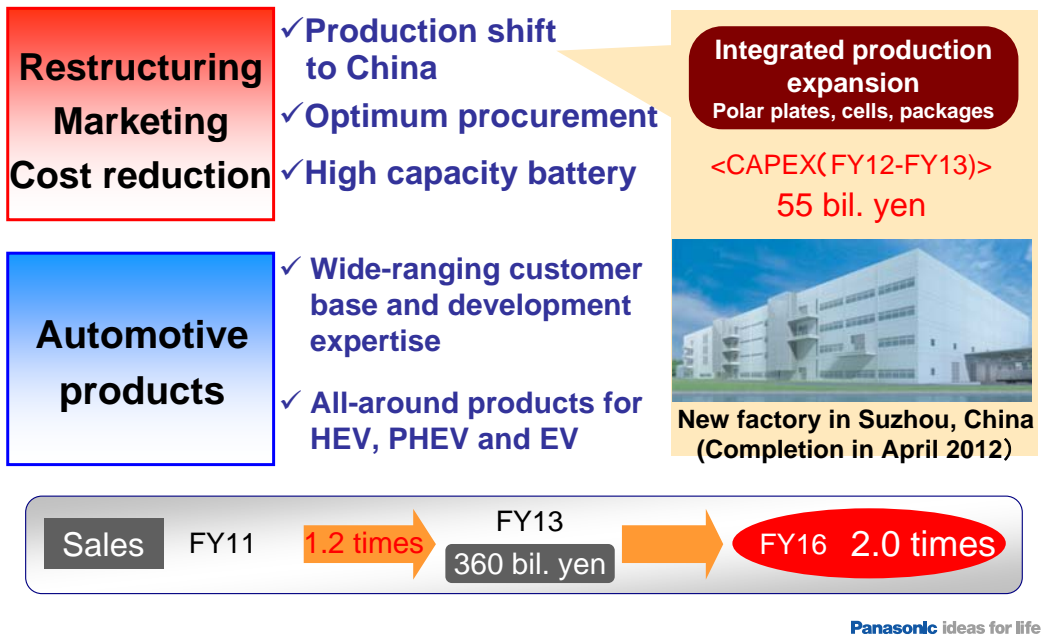 Restructuring
Marketing
Cost reduction
✓Production shift
to China
✓Optimum procurement
✓High capacity battery
Integrated production
expansion
Polar plates, cells, packages
<CAPEX(FY12-FY13)>
55 bil. yen
New factory in Suzhou, China
(Completion in April 2012)
Automotive
products
✓ Wide-ranging customer
base and development
expertise
✓ All-around products for
HEV, PHEV and EV
Sales
FY11
1.2 times
FY13
360 bil. yen
FY16 2.0 times
Panasonic ideas for life